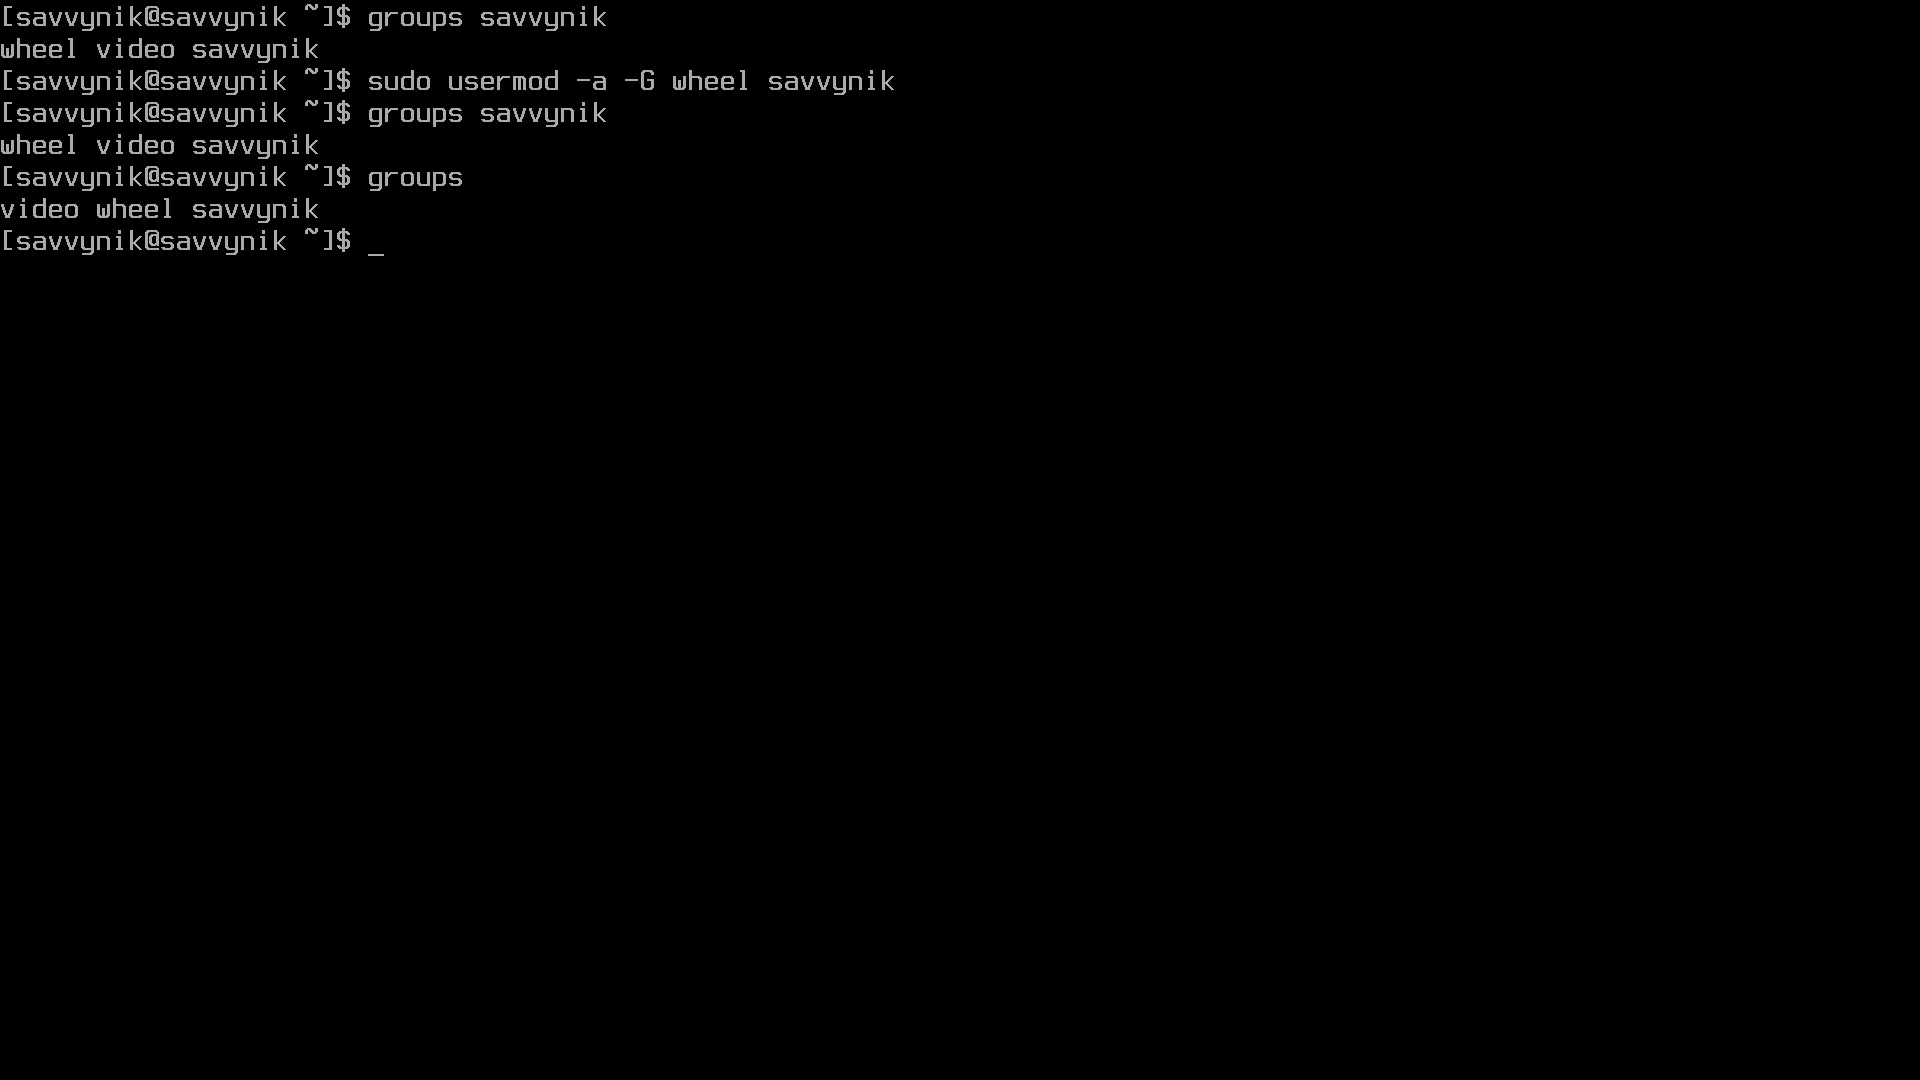 [savvynik@savvynik ~]$ groups savvynik
wheel video savvynik
[savvynik@savvynik ~]$ sudo usermod -a -G wheel savvynik
[savvynik@savvynik ~]$ groups savvynik
wheel video savvynik
[savvynik@savvynik ~]$ groups
video wheel savvynik
[savvynik@savvynik ~]$ _